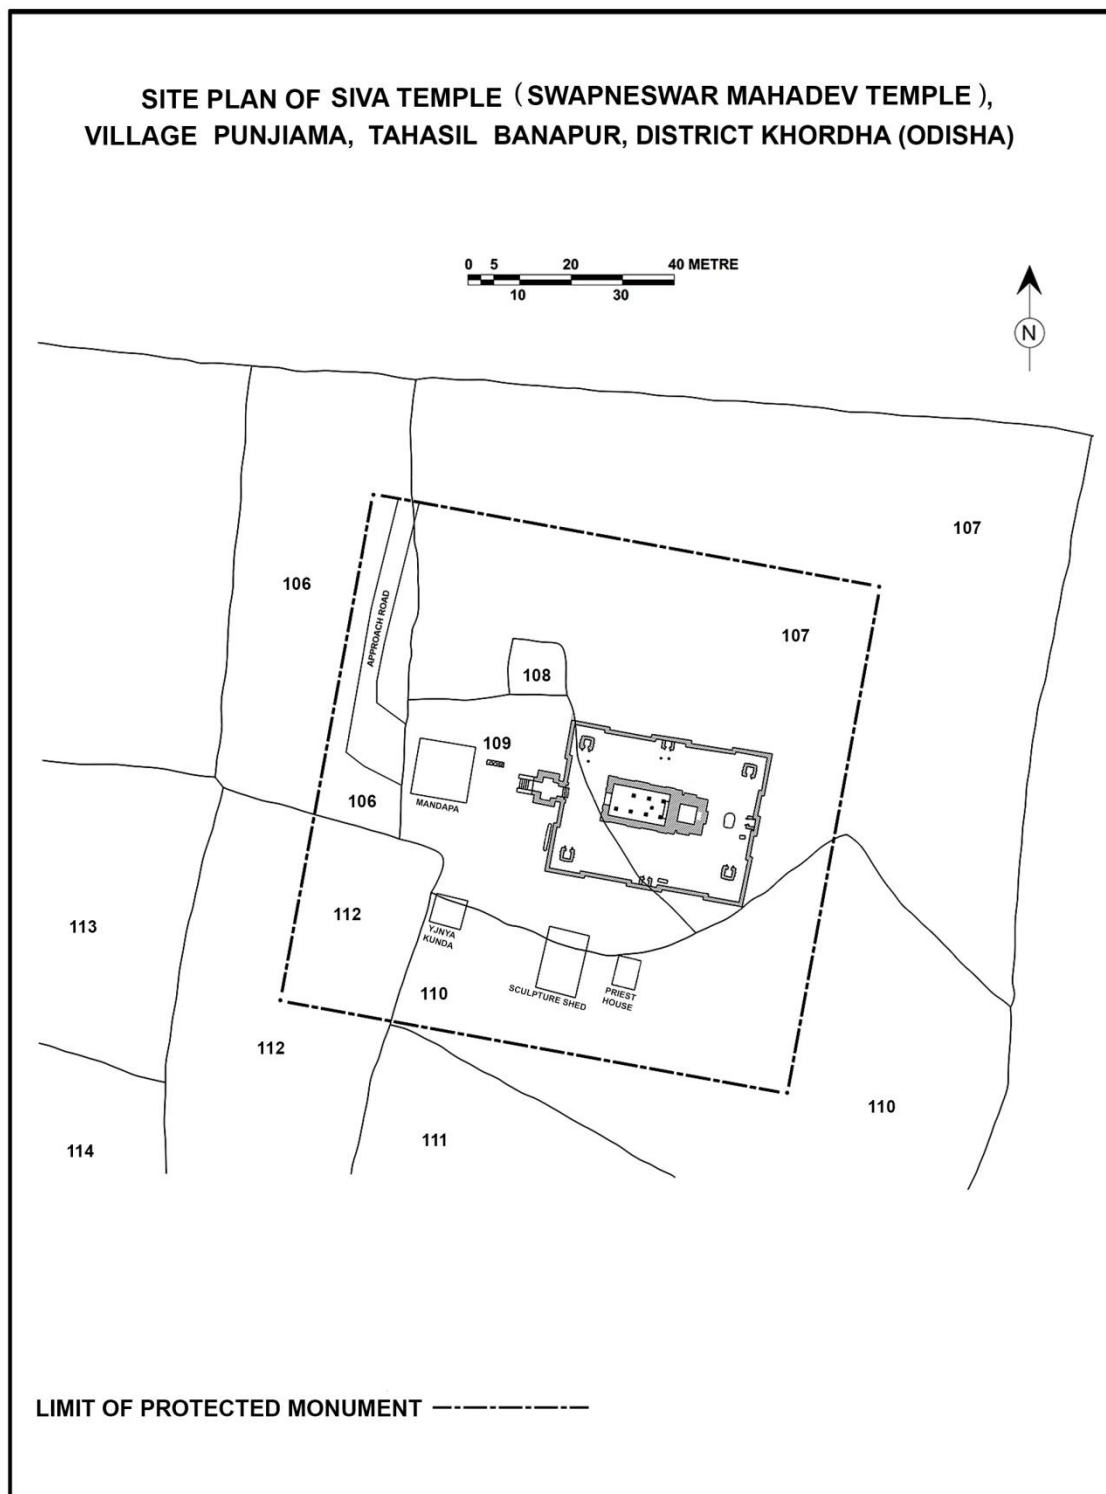 SITE PLAN OF SIVA TEMPLE (SWAPNESWAR MAHADEV TEMPLE),
VILLAGE PUNJIAMA, TAHASIL BANAPUR, DISTRICT KHORDHA (ODISHA)
0 5 20 40 METRE
10 30
N
107
106
APPROACH ROAD
107
108
109
106
MANDAPA
113
112
YJNYA
KUNDA
110
SCULPTURE SHED
PRIEST
HOUSE
112
110
114
111
LIMIT OF PROTECTED MONUMENT